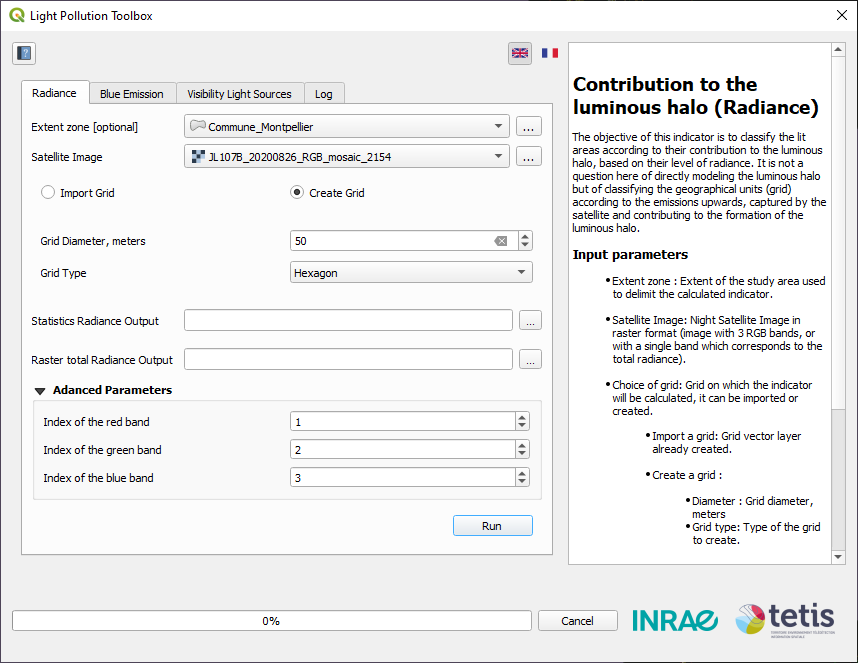 Light Pollution Toolbox
Radiance
Blue Emission
Visibility Light Sources
Log
Extent zone [optional]
Commune_Montpellier
...
Satellite Image
JL107B_20200826_RGB_mosaic_2154
...
Import Grid
Create Grid
Grid Diameter, meters
50
Grid Type
Hexagon
Statistics Radiance Output
...
Raster total Radiance Output
...
Adanced Parameters
Index of the red band
1
Index of the green band
2
Index of the blue band
3
Run
Contribution to the
luminous halo (Radiance)
The objective of this indicator is to classify the lit
areas according to their contribution to the luminous
halo, based on their level of radiance. It is not a
question here of directly modeling the luminous halo
but of classifying the geographical units (grid)
according to the emissions upwards, captured by the
satellite and contributing to the formation of the
luminous halo.
Input parameters
•Extent zone : Extent of the study area used
to delimit the calculated indicator.
•Satellite Image: Night Satellite Image in
raster format (image with 3 RGB bands, or
with a single band which corresponds to the
total radiance).
•Choice of grid: Grid on which the indicator
will be calculated, it can be imported or
created.
•Import a grid: Grid vector layer
already created.
•Create a grid :
•Diameter : Grid diameter,
meters
•Grid type: Type of the grid
to create.
0%
Cancel
INRAE
tetis